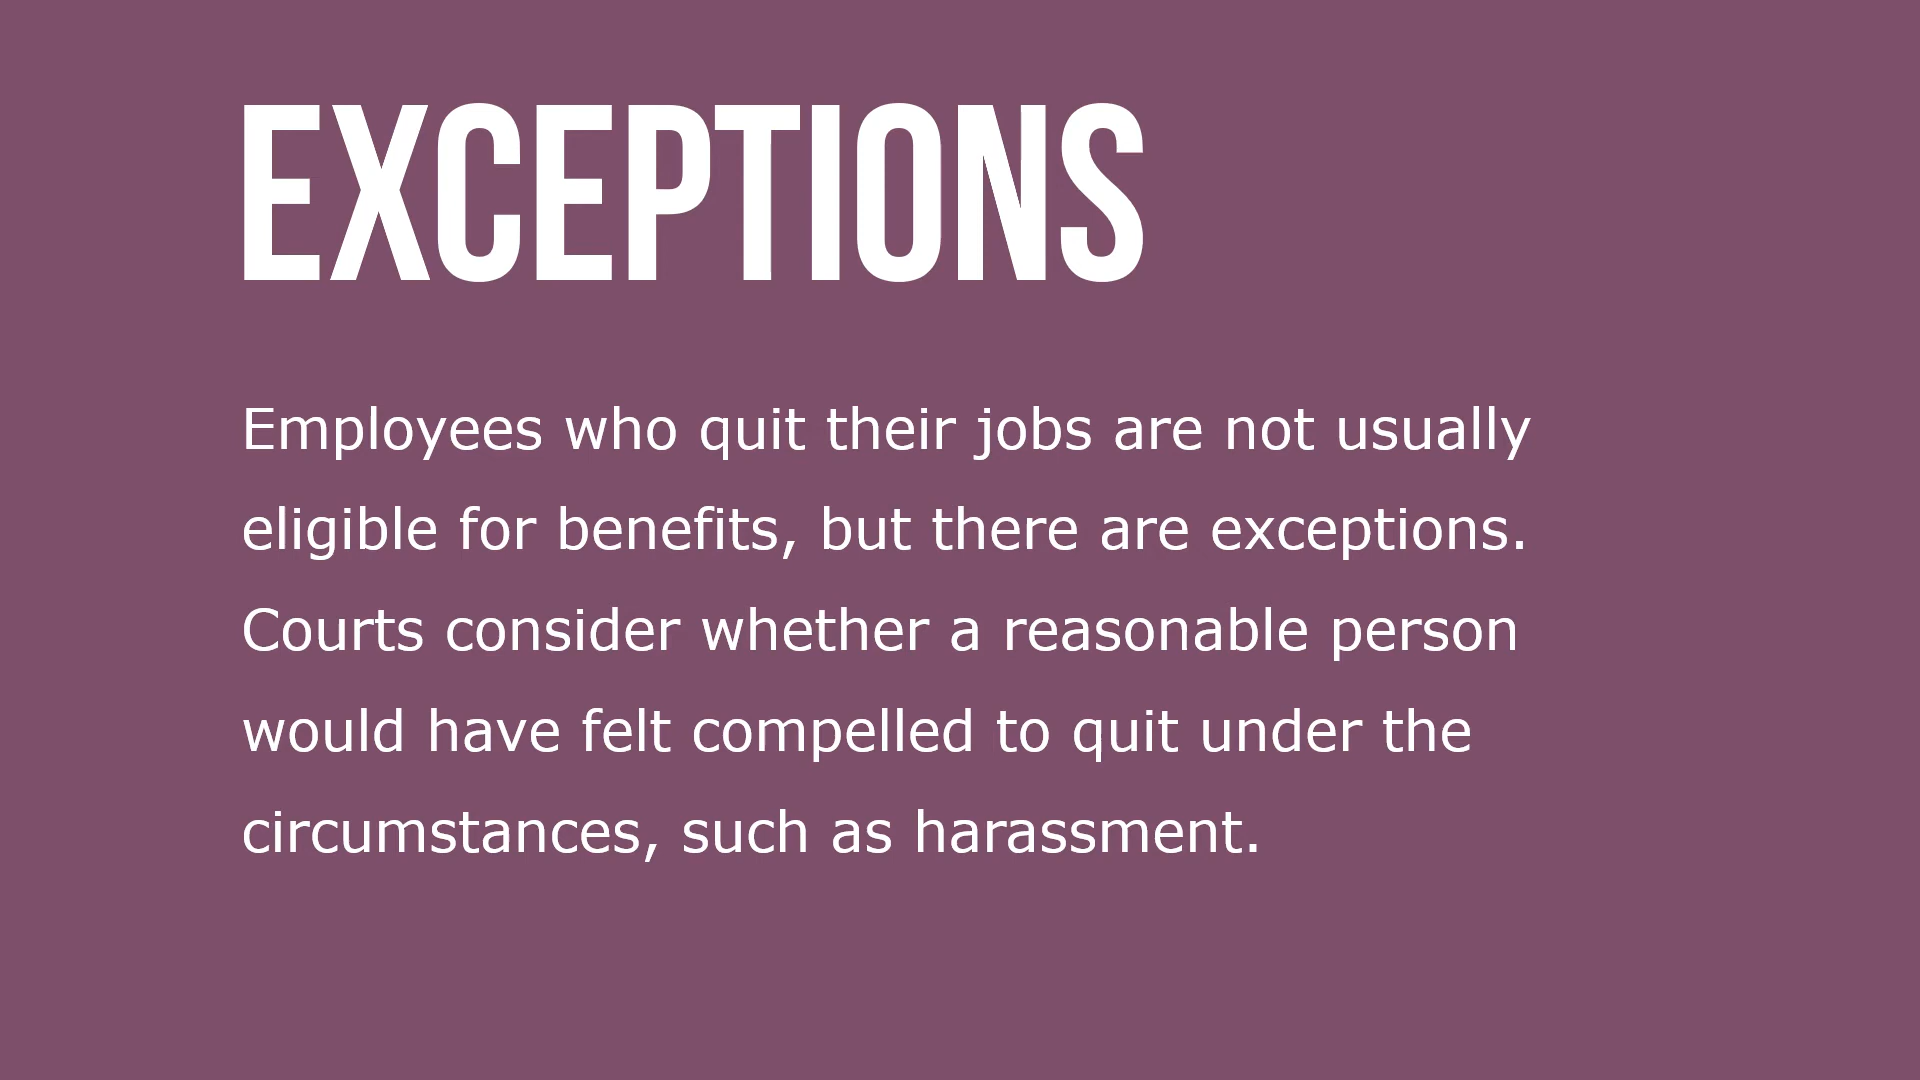 EXCEPTIONS
Employees who quit their jobs are not usually
eligible for benefits, but there are exceptions.
Courts consider whether a reasonable person
would have felt compelled to quit under the
circumstances, such as harassment.